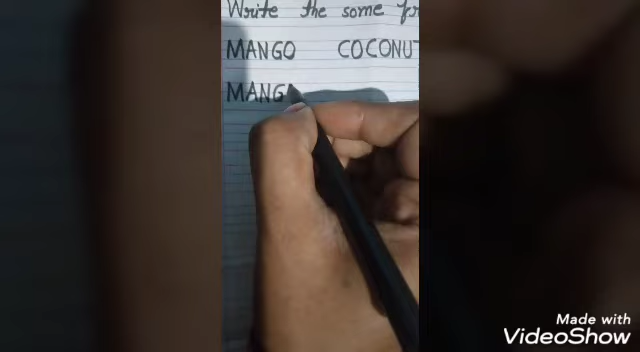 Write the some
MANGO COCONUT
MANG
Made with
VideoShow